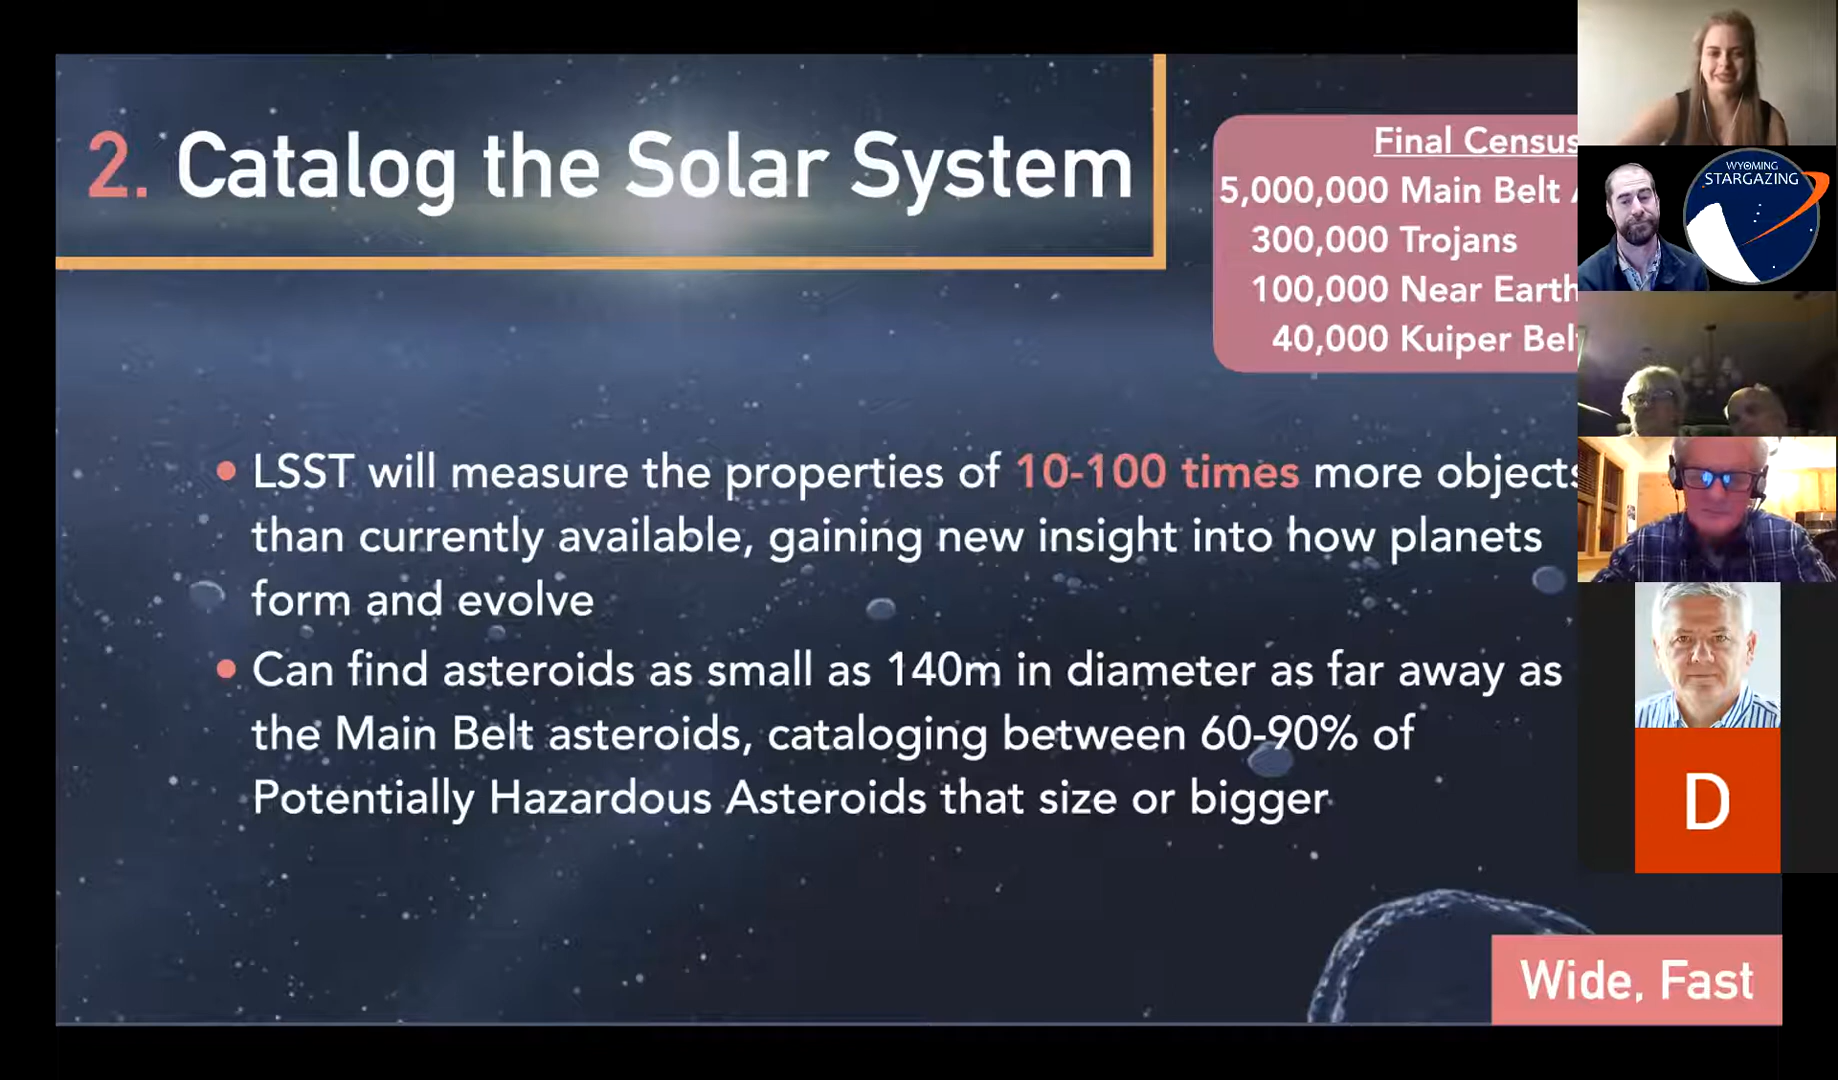 2. Catalog the Solar System
Final Census
5,000,000 Main Belt
300,000 Trojans
100,000 Near Earth
40,000 Kuiper Bel
LSST will measure the properties of 10-100 times more objects
than currently available, gaining new insight into how planets
form and evolve
Can find asteroids as small as 140m in diameter as far away as
the Main Belt asteroids, cataloging between 60-90% of
Potentially Hazardous Asteroids that size or bigger
Wide, Fast
WYOMING
STARGAZING
D